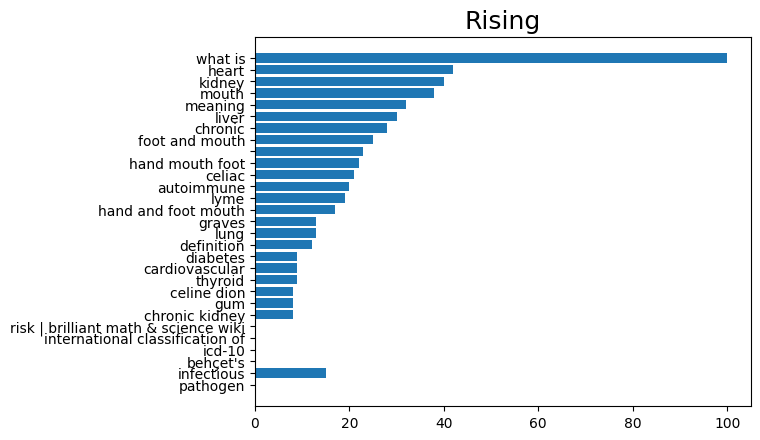 Rising
what is
heart
kidney
mouth
meaning
liver
chronic
foot and mouth
hand mouth foot
celiac
autoimmune
lyme
hand and foot mouth
graves
lung
definition
diabetes
cardiovascular
thyroid
celine dion
gum
chronic kidney
risk | brilliant math & science wiki
international classification of
icd-10
behcet's
infectious
pathogen
0 20 40 60 80 100